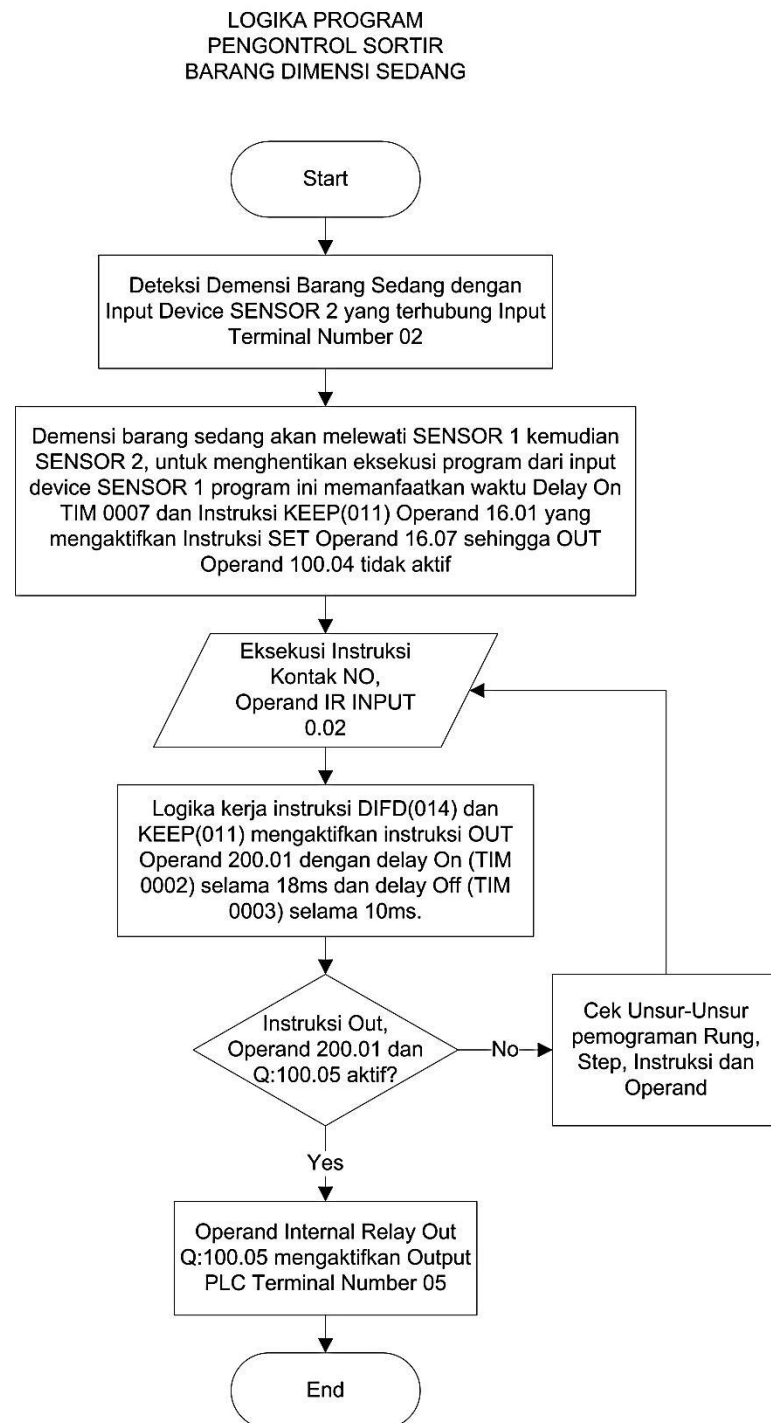 LOGIKA PROGRAM
PENGONTROL SORTIR
BARANG DIMENSI SEDANG
Start
Deteksi Demensi Barang Sedang dengan
Input Device SENSOR 2 yang terhubung Input
Terminal Number 02
Demensi barang sedang akan melewati SENSOR 1 kemudian
SENSOR 2, untuk menghentikan eksekusi program dari input
device SENSOR 1 program ini memanfaatkan waktu Delay On
TIM 0007 dan Instruksi KEEP(011) Operand 16.01 yang
mengaktifkan Instruksi SET Operand 16.07 sehingga OUT
Operand 100.04 tidak aktif
Eksekusi Instruksi
Kontak NO,
Operand IR INPUT
0.02
Logika kerja instruksi DIFD(014) dan
KEEP(011) mengaktifkan instruksi OUT
Operand 200.01 dengan delay On (TIM
0002) selama 18ms dan delay Off (TIM
0003) selama 10ms.
Instruksi Out,
Operand 200.01 dan
Q:100.05 aktif?
No
Cek Unsur-Unsur
pemograman Rung,
Step, Instruksi dan
Operand
Yes
Operand Internal Relay Out
Q:100.05 mengaktifkan Output
PLC Terminal Number 05
End